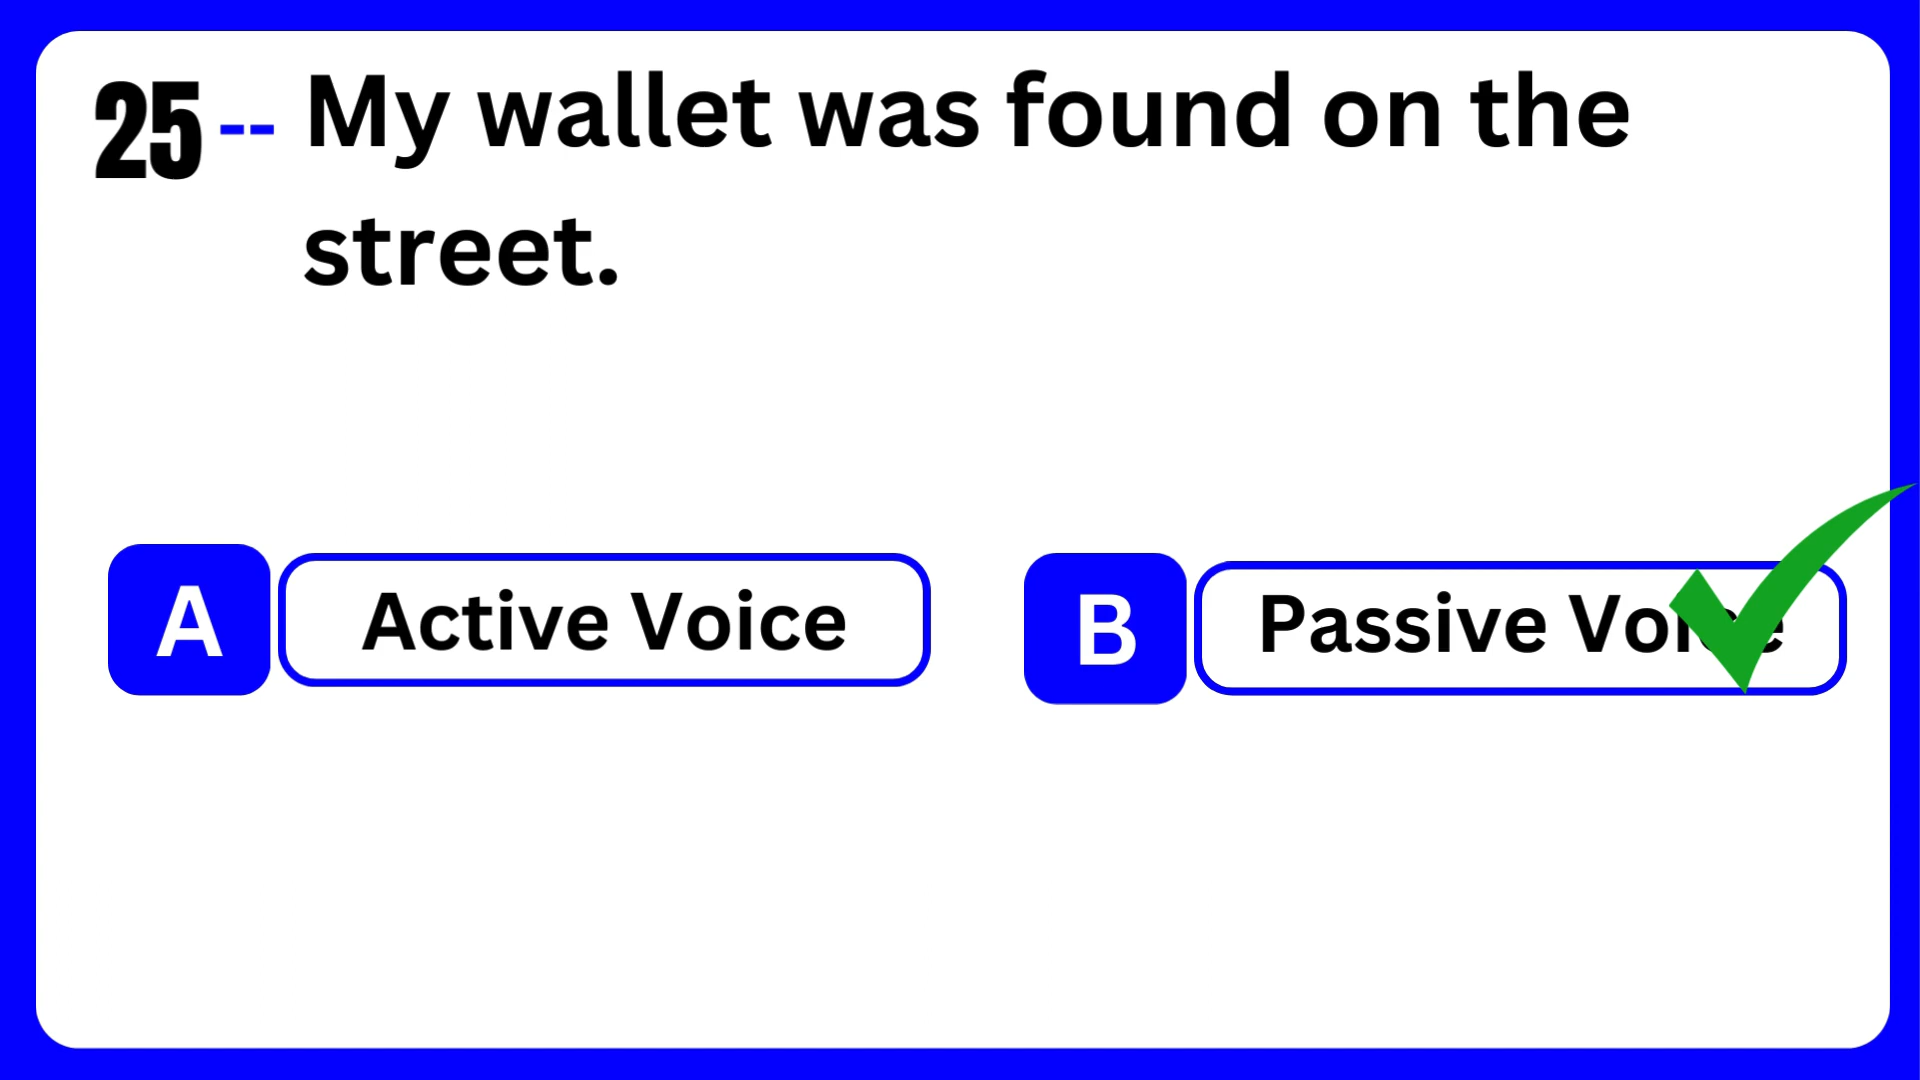 25 -- My wallet was found on the
street.
A Active Voice
B Passive Voice